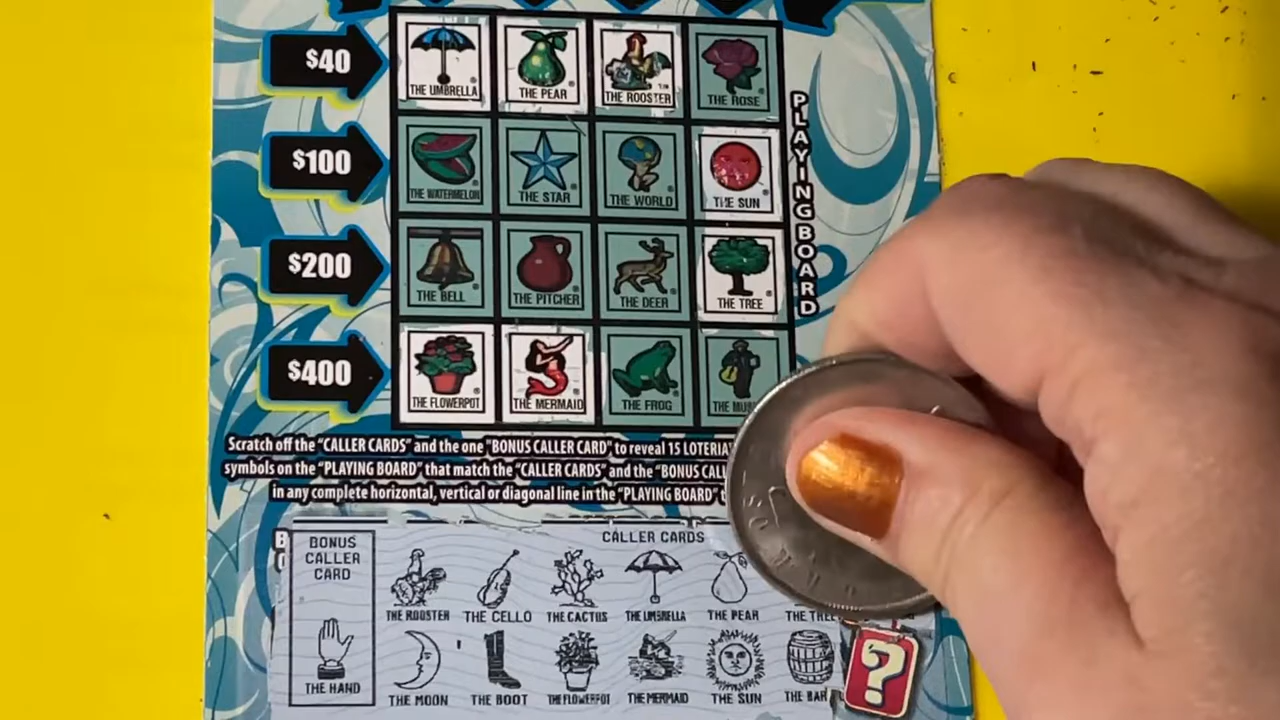 $40
THE UMBRELLA
THE PEAR
THE ROOSTER
THE ROSE
$100
THE WATERMELON
THE STAR
THE WORLD
THE SUN
$200
THE BELL
THE PITCHER
THE DEER
THE TREE
$400
THE FLOWERPOT
THE MERMAID
THE FROG
THE
PLAYING BOARD
Scratch off the "CALLER CARDS" and the one "BONUS CALLER CARD" to reveal 15 LOTERIA
symbols on the "PLAYING BOARD" that match the "CALLER CARDS" and the "BONUS
in any complete horizontal, vertical or diagonal line in the "PLAYING BOARD"
BONUS
CALLER
CARD
CALLER CARDS
THE ROOSTER
THE CELLO
THE CACTUS
THE UMBRELLA
THE PEAR
THE TREE
THE HAND
THE MOON
THE BOOT
THE FLOWERPOT
THE MERMAID
THE SUN
THE BAR
?